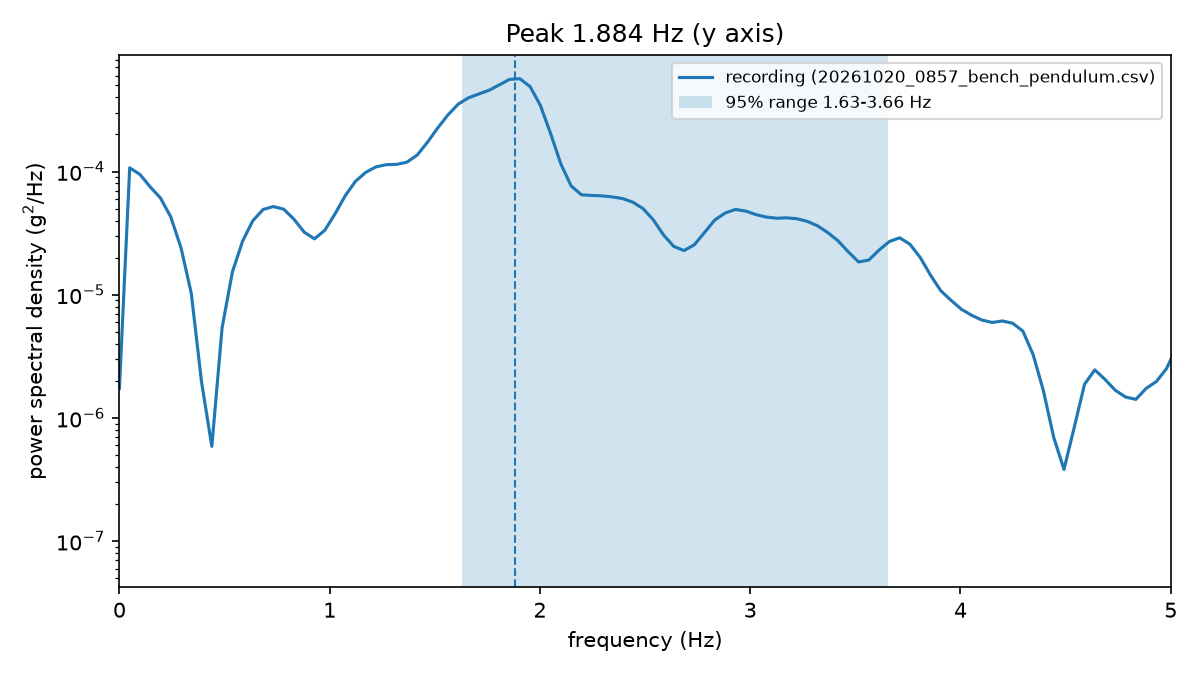 Peak 1.884 Hz (y axis)
recording (20261020_0857_bench_pendulum.csv)
95% range 1.63-3.66 Hz
power spectral density (g²/Hz)
10⁻⁴
10⁻⁵
10⁻⁶
10⁻⁷
0 1 2 3 4 5
frequency (Hz)